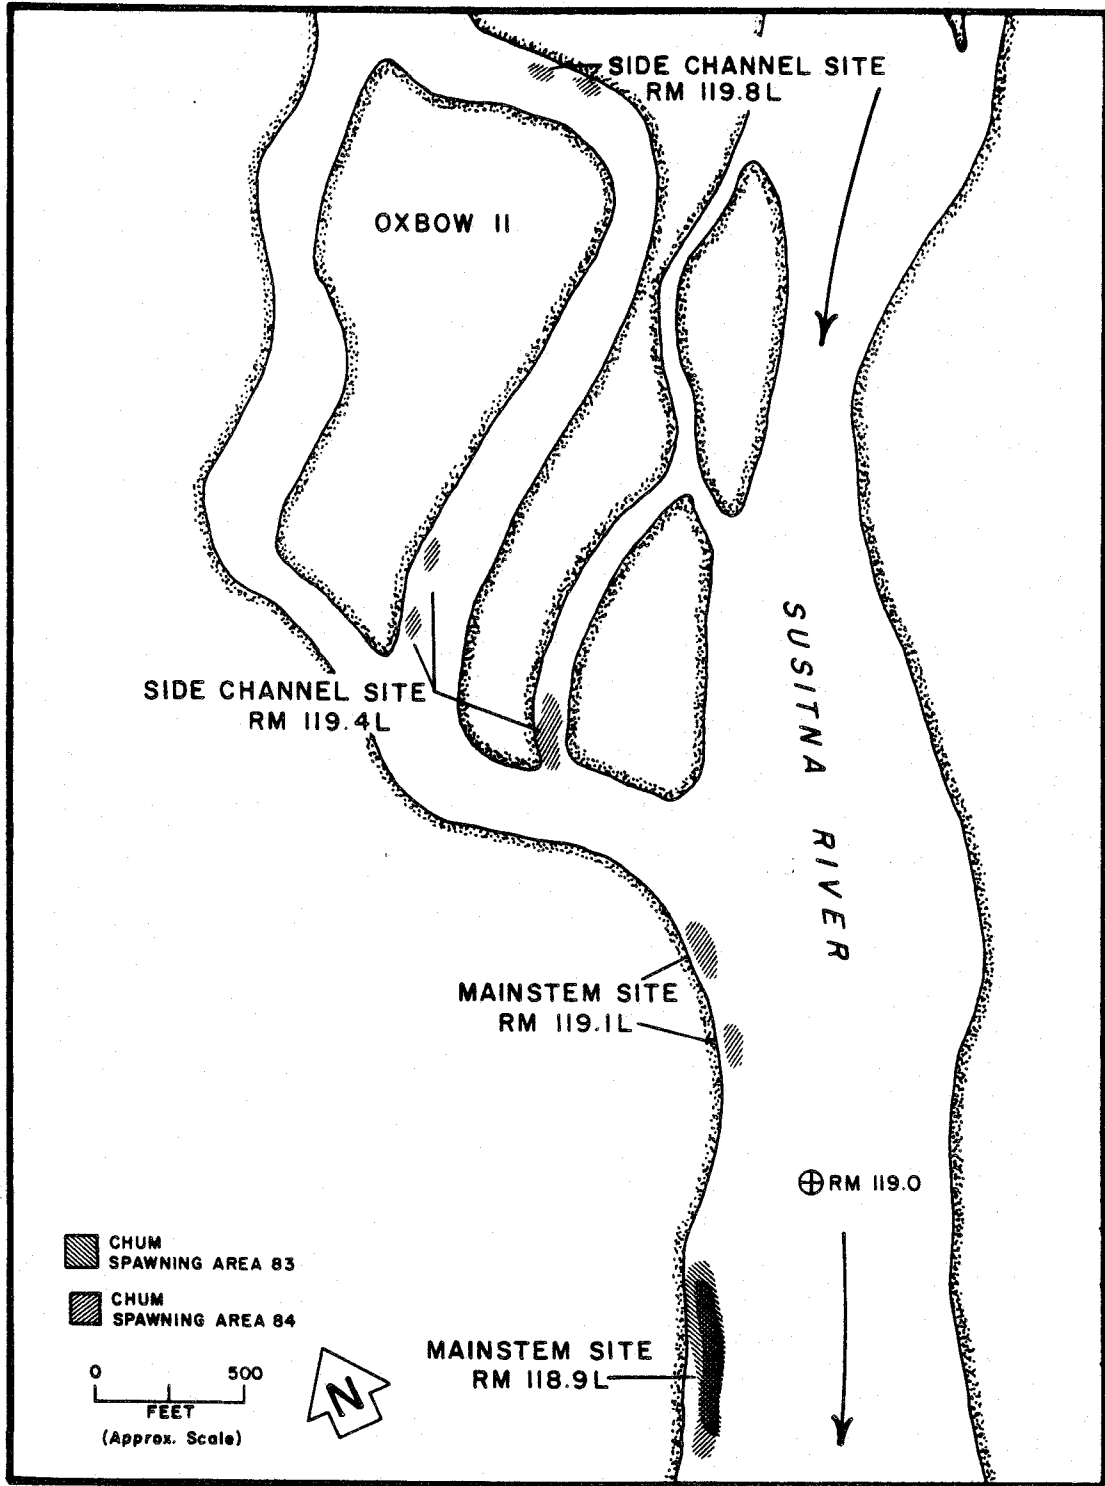 SIDE CHANNEL SITE
RM 119.8L
OXBOW II
SUSITNA RIVER
SIDE CHANNEL SITE
RM 119.4L
MAINSTEM SITE
RM 119.1L
RM 119.0
CHUM
SPAWNING AREA 83
CHUM
SPAWNING AREA 84
MAINSTEM SITE
RM 118.9L
0 500
FEET
(Approx. Scale)
N